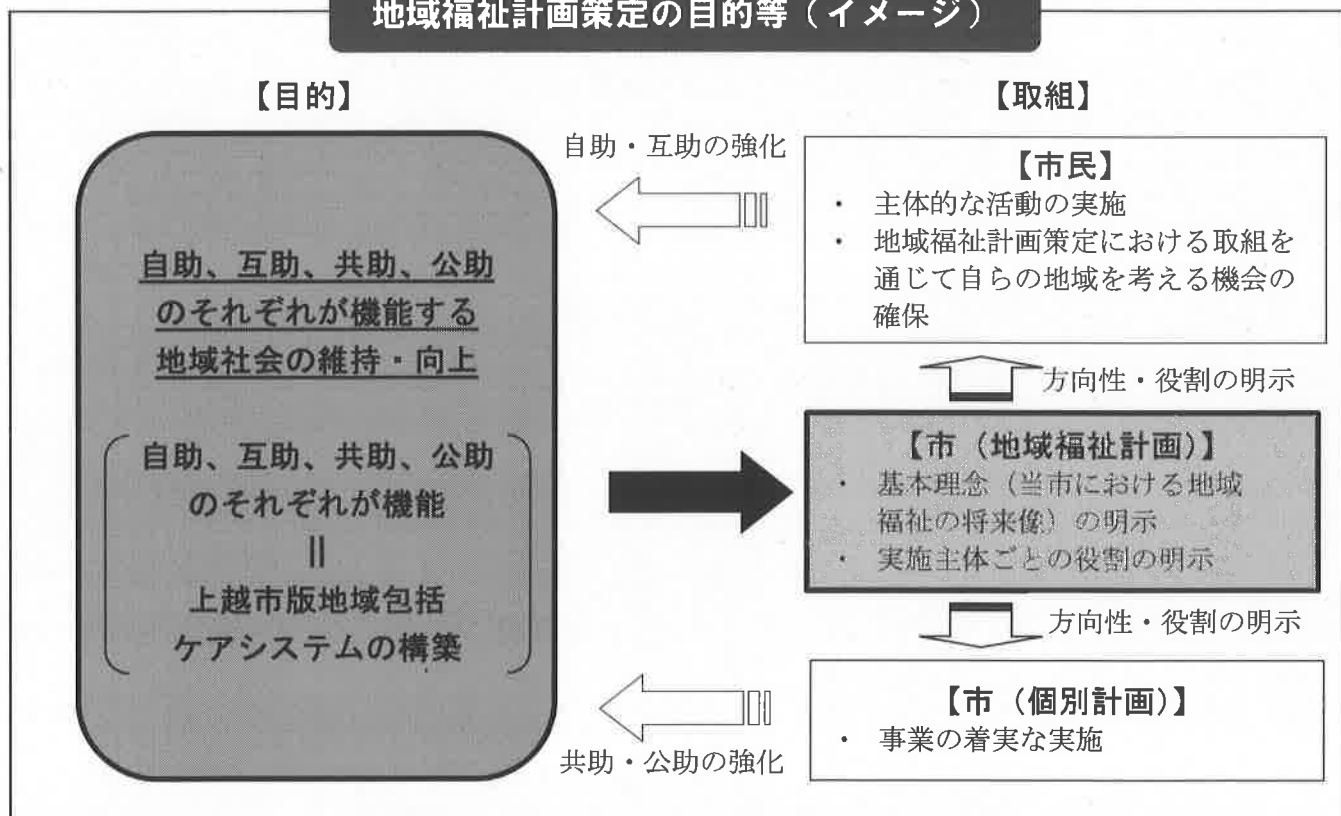 地域福祉計画策定の目的等（イメージ）
【目的】
自助、互助、共助、公助
のそれぞれが機能する
地域社会の維持・向上
自助、互助、共助、公助
のそれぞれが機能
||
上越市版地域包括
ケアシステムの構築
【取組】
自助・互助の強化
【市民】
・ 主体的な活動の実施
・ 地域福祉計画策定における取組を
通じて自らの地域を考える機会の
確保
方向性・役割の明示
【市（地域福祉計画）】
・ 基本理念（当市における地域
福祉の将来像）の明示
・ 実施主体ごとの役割の明示
方向性・役割の明示
【市（個別計画）】
・ 事業の着実な実施
共助・公助の強化